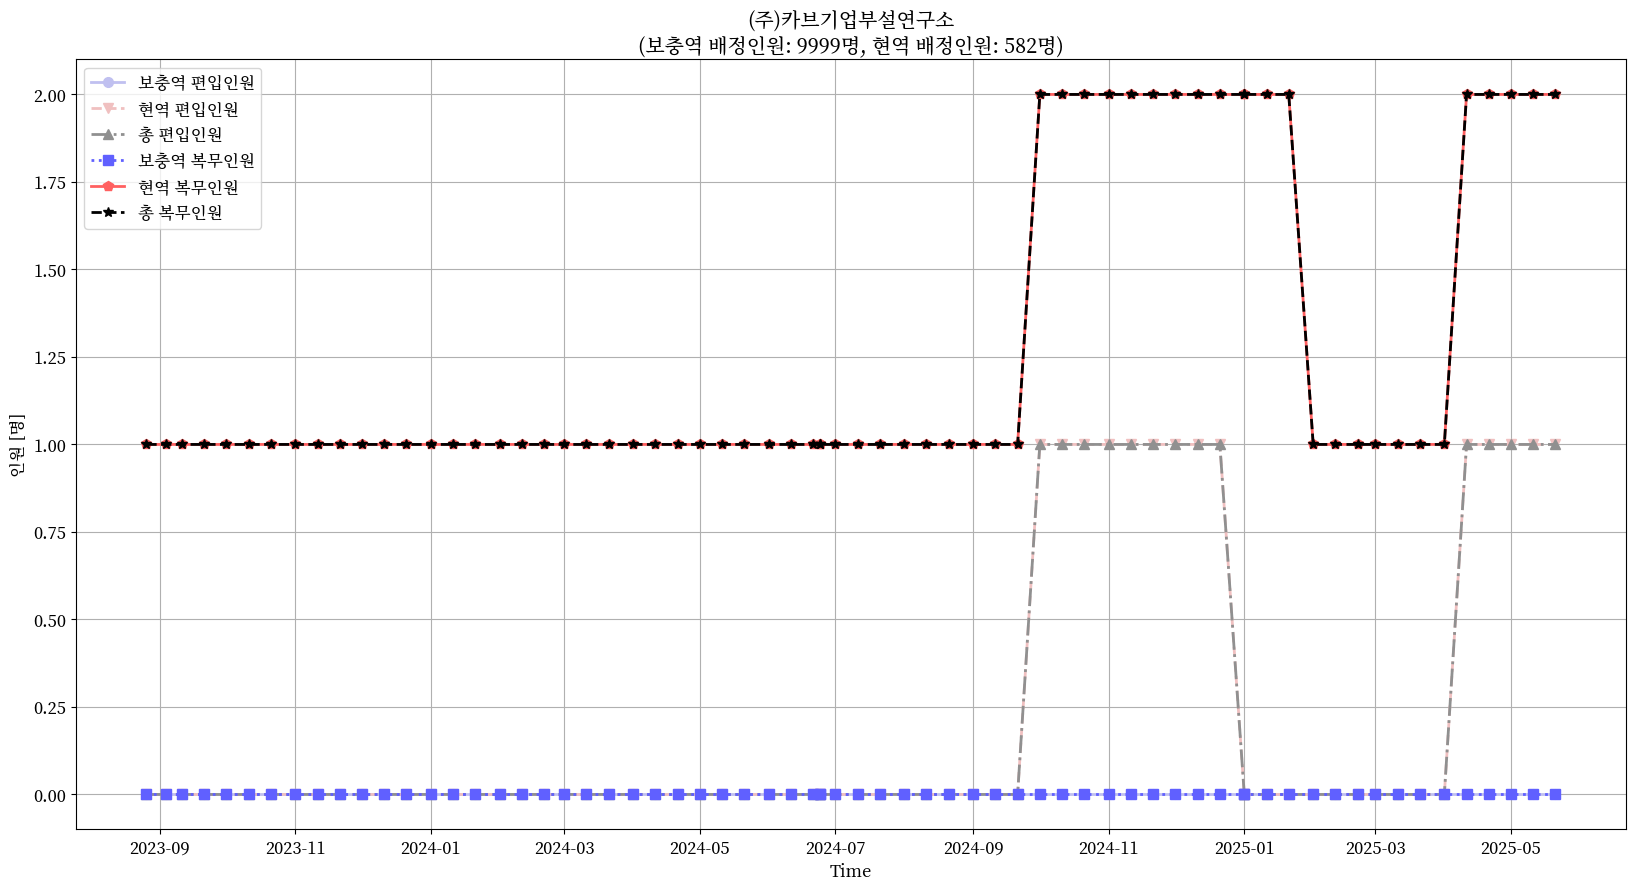 (주)카브기업부설연구소
(보충역 배정인원: 9999명, 현역 배정인원: 582명)
보충역 편입인원
현역 편입인원
총 편입인원
보충역 복무인원
현역 복무인원
총 복무인원
2.00
1.75
1.50
1.25
1.00
0.75
0.50
0.25
0.00
인원 [명]
2023-09
2023-11
2024-01
2024-03
2024-05
2024-07
2024-09
2024-11
2025-01
2025-03
2025-05
Time